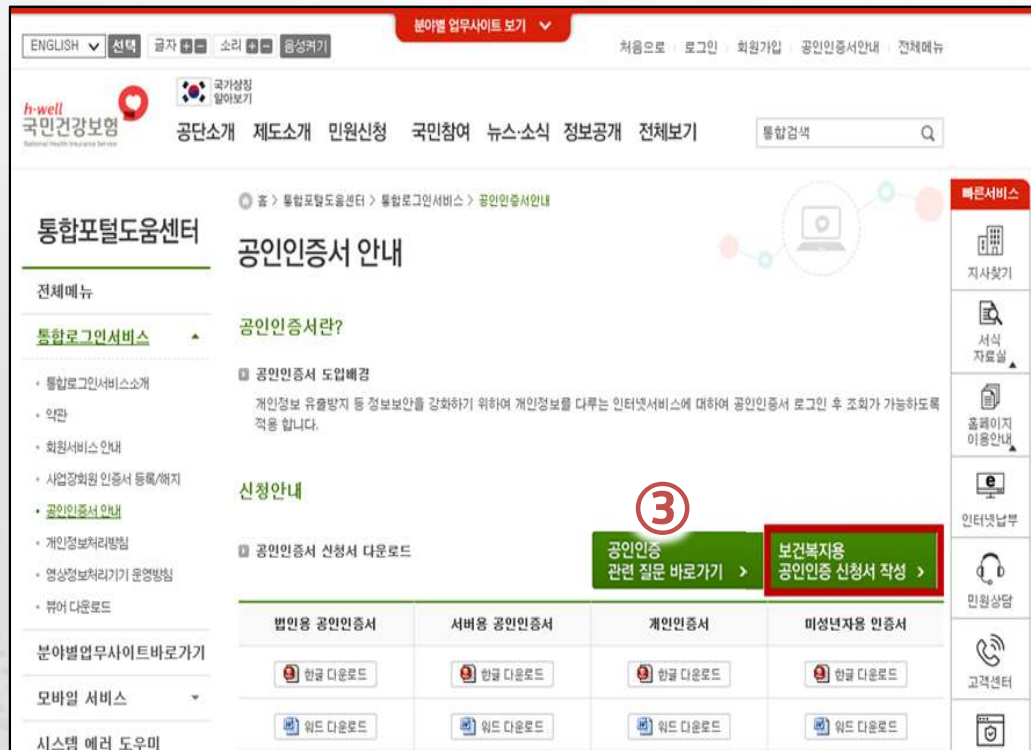 분야별 업무사이트 보기
ENGLISH 선택 글자 소리 음성켜기
처음으로 로그인 회원가입 공인인증서안내 전체메뉴
국가상징
알아보기
h·well
국민건강보험
National Health Insurance Service
공단소개 제도소개 민원신청 국민참여 뉴스·소식 정보공개 전체보기
통합검색
통합포털도움센터
전체메뉴
통합로그인서비스
통합로그인서비스소개
약관
회원서비스 안내
사업장회원 인증서 등록/해지
공인인증서 안내
개인정보처리방침
영상정보처리기기 운영방침
뷰어 다운로드
분야별업무사이트바로가기
모바일 서비스
시스템 에러 도우미
홈 > 통합포털도움센터 > 통합로그인서비스 > 공인인증서안내
공인인증서 안내
공인인증서란?
공인인증서 도입배경
개인정보 유출방지 등 정보보안을 강화하기 위하여 개인정보를 다루는 인터넷서비스에 대하여 공인인증서 로그인 후 조회가 가능하도록
적용 합니다.
신청안내
③
공인인증서 신청서 다운로드
공인인증
관련 질문 바로가기 >
보건복지용
공인인증 신청서 작성 >
법인용 공인인증서 서버용 공인인증서 개인인증서 미성년자용 인증서
한글 다운로드 한글 다운로드 한글 다운로드 한글 다운로드
워드 다운로드 워드 다운로드 워드 다운로드 워드 다운로드
빠른서비스
지사찾기
서식
자료실
홈페이지
이용안내
인터넷납부
민원상담
고객센터